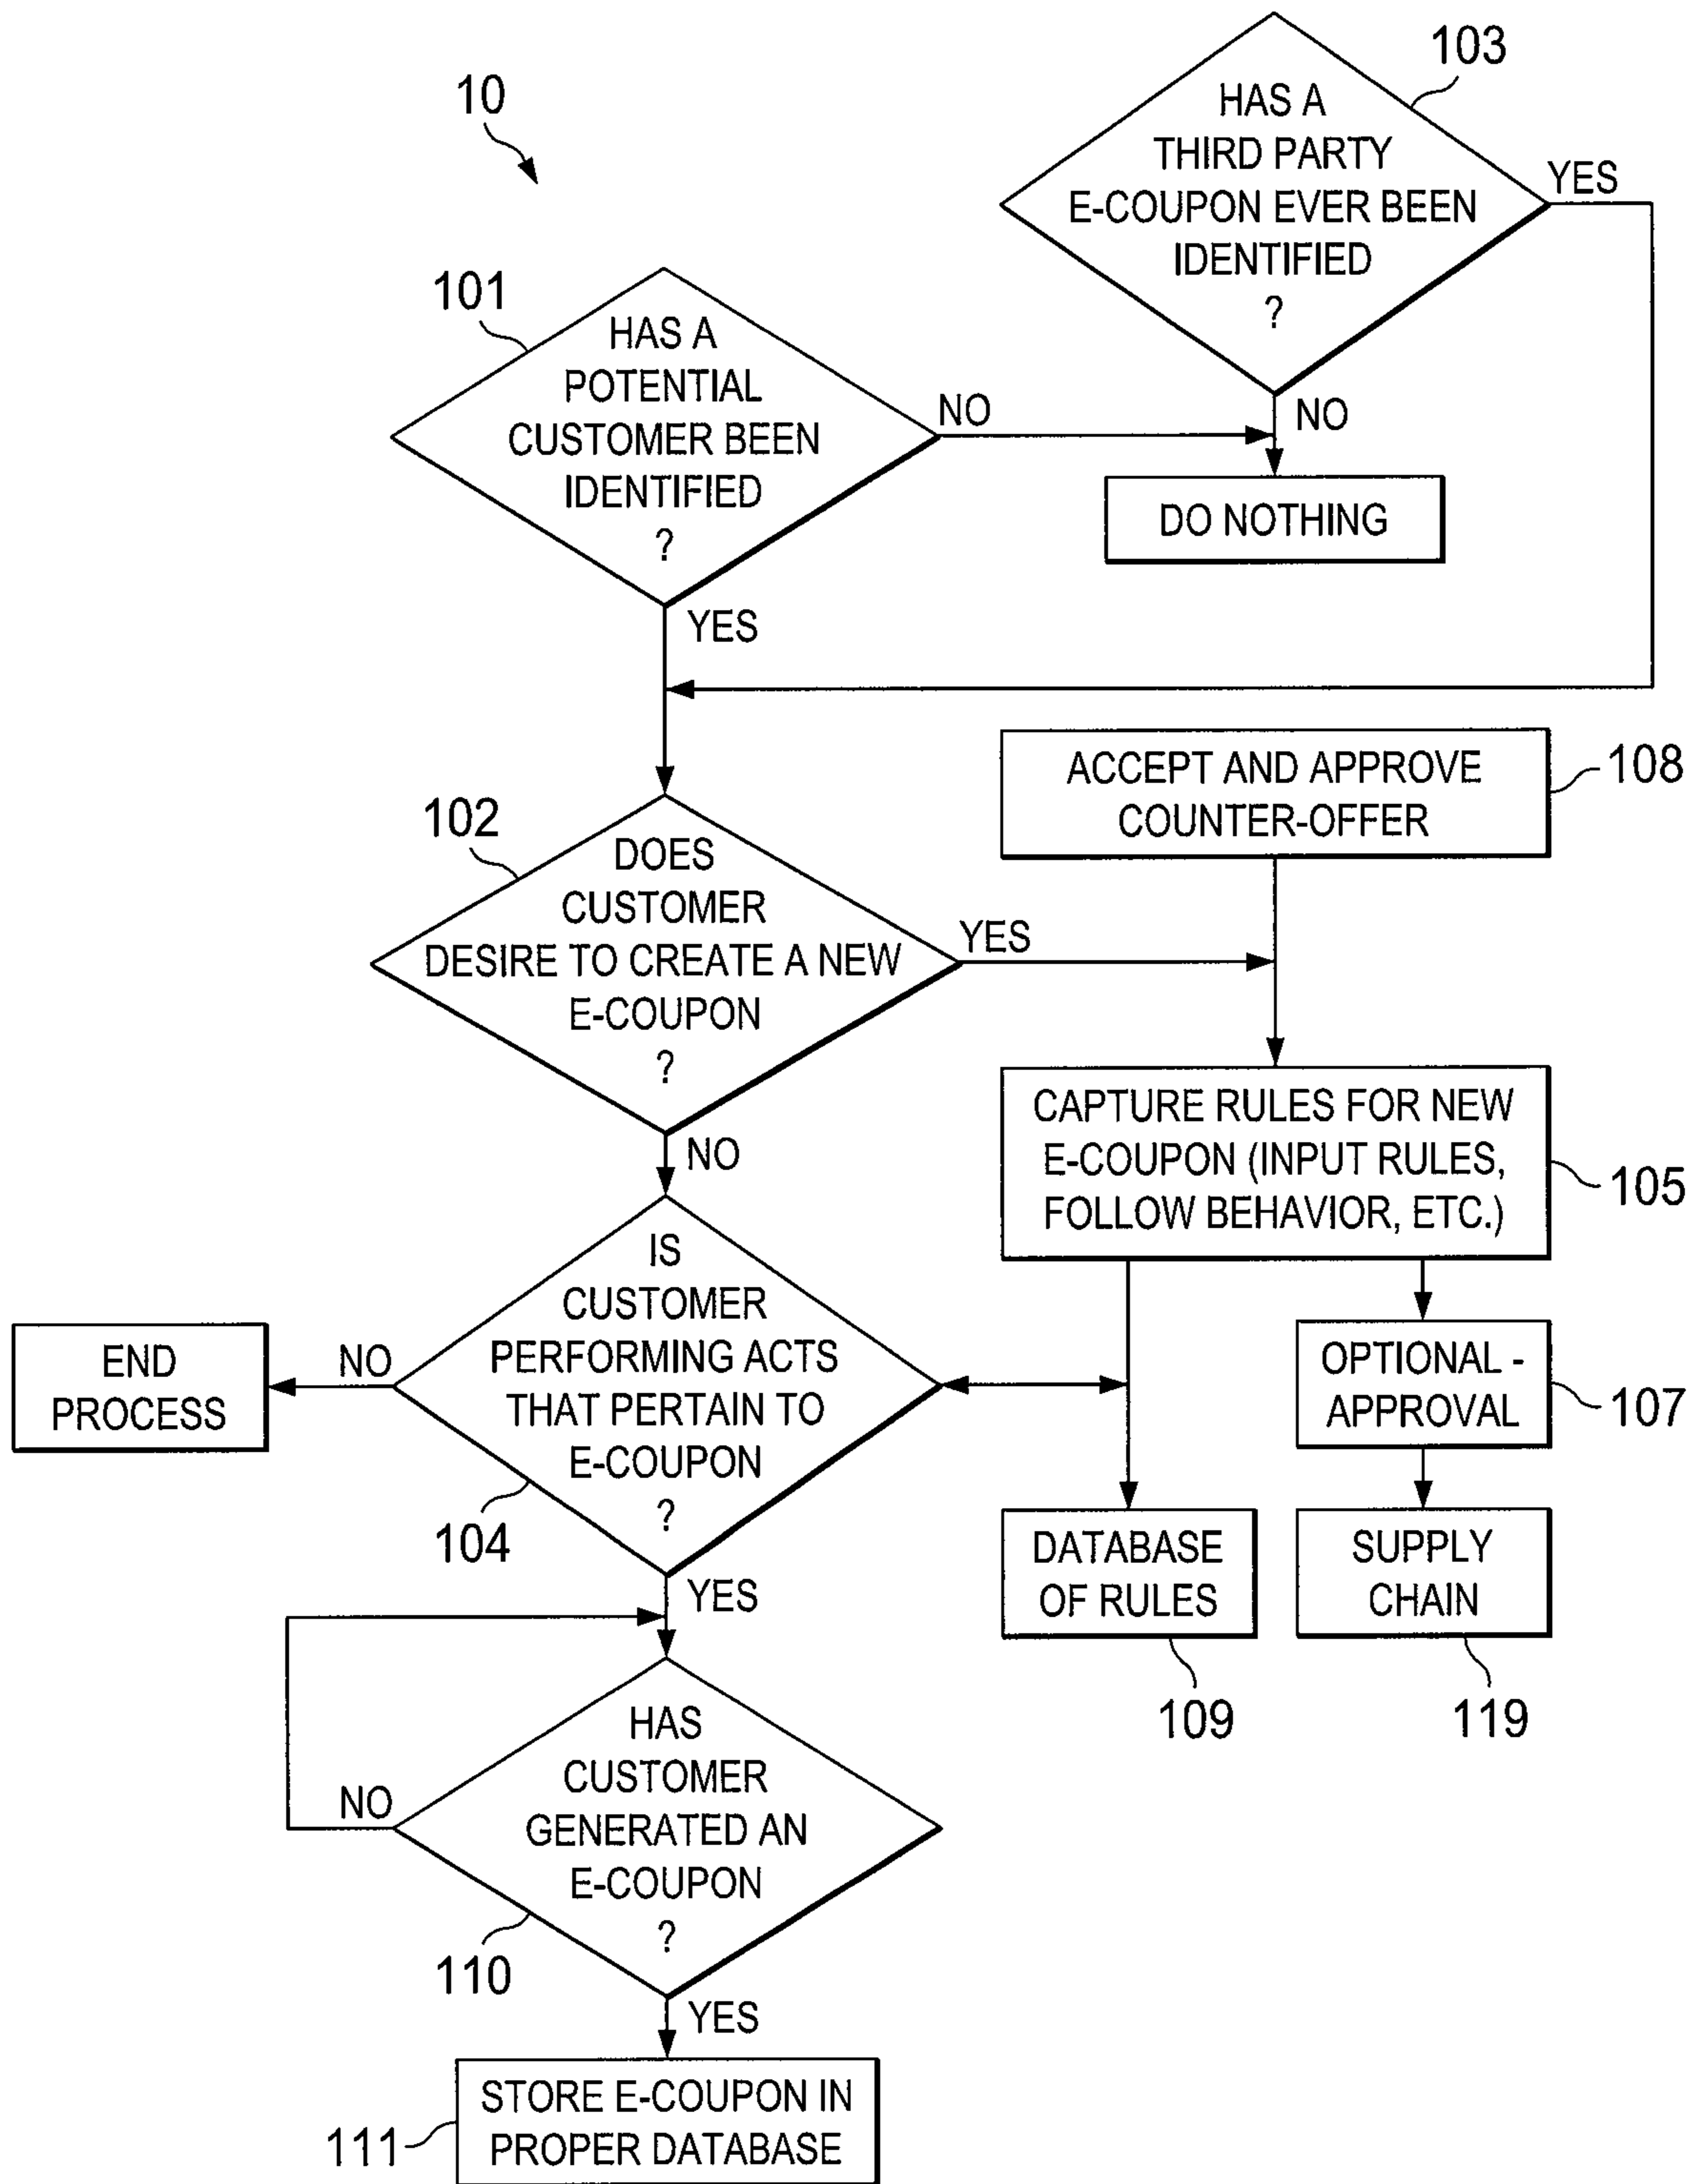 10
103
HAS A
THIRD PARTY
E-COUPON EVER BEEN
IDENTIFIED
?
YES
NO
101
HAS A
POTENTIAL
CUSTOMER BEEN
IDENTIFIED
?
NO
YES
DO NOTHING
108
ACCEPT AND APPROVE
COUNTER-OFFER
102
DOES
CUSTOMER
DESIRE TO CREATE A NEW
E-COUPON
?
YES
NO
CAPTURE RULES FOR NEW
E-COUPON (INPUT RULES,
FOLLOW BEHAVIOR, ETC.)
105
IS
CUSTOMER
PERFORMING ACTS
THAT PERTAIN TO
E-COUPON
?
104
NO
YES
END
PROCESS
OPTIONAL -
APPROVAL
107
DATABASE
OF RULES
109
SUPPLY
CHAIN
119
HAS
CUSTOMER
GENERATED AN
E-COUPON
?
110
NO
YES
STORE E-COUPON IN
PROPER DATABASE
111